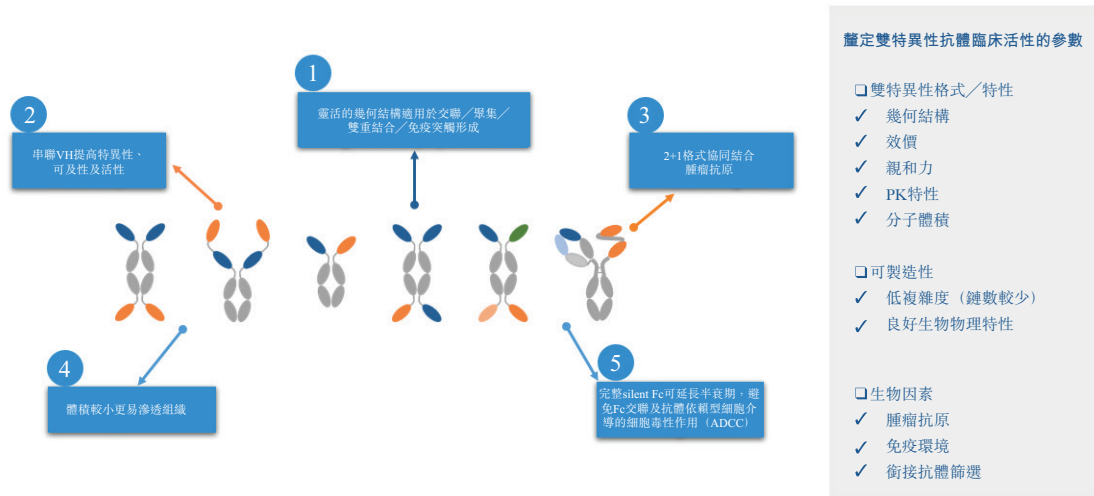 1
靈活的幾何結構適用於交聯／聚集／
雙重結合／免疫突觸形成
2
串聯VH提高特異性、
可及性及活性
3
2+1格式協同結合
腫瘤抗原
4
體積較小更易滲透組織
5
完整silent Fc可延長半衰期，避
免Fc交聯及抗體依賴型細胞介
導的細胞毒性作用（ADCC）
釐定雙特異性抗體臨床活性的參數
❑雙特異性格式／特性
✓ 幾何結構
✓ 效價
✓ 親和力
✓ PK特性
✓ 分子體積
❑可製造性
✓ 低複雜度（鏈數較少）
✓ 良好生物物理特性
❑生物因素
✓ 腫瘤抗原
✓ 免疫環境
✓ 銜接抗體篩選